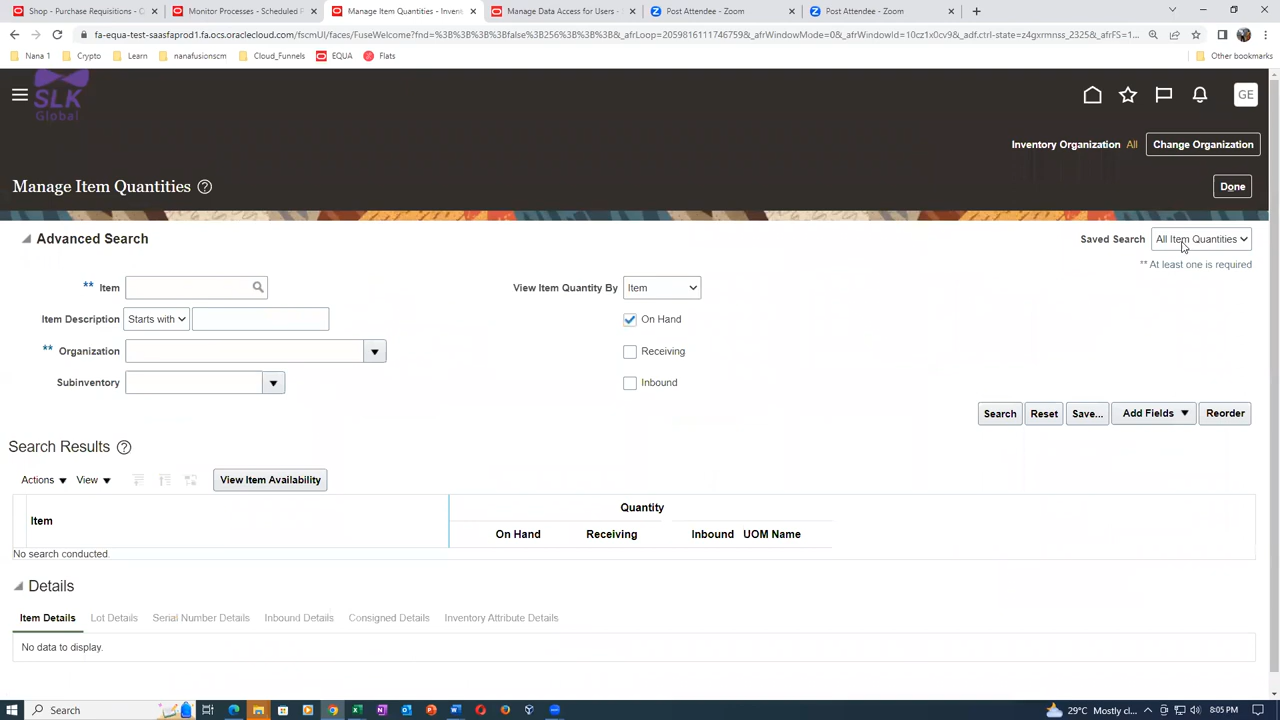 Shop - Purchase Requisitions - O
Monitor Processes - Scheduled P
Manage Item Quantities - Invent
Manage Data Access for Users -
Post Attendee - Zoom
Post Attendee - Zoom
fa-equa-test-saasfaprod1.fa.ocs.oraclecloud.com/fscmUI/faces/FuseWelcome?fnd=%3B%3B%3B%3Bfalse%3B256%3B%3B%3B&_afrLoop=20598161117467 59&_afrWindowMode=0&_afrWindowId=10cz1x0cv9&_adf.ctrl-state=z4gxrmnss_2325&_afrFS=1...
Nana 1
Crypto
Learn
nanafusionscm
Cloud_Funnels
EQUA
Flats
Other bookmarks
SLK
Global
GE
Inventory Organization All
Change Organization
Manage Item Quantities
Done
Advanced Search
Saved Search All Item Quantities
** At least one is required
** Item
View Item Quantity By Item
Item Description Starts with
On Hand
** Organization
Receiving
Subinventory
Inbound
Search Reset Save... Add Fields Reorder
Search Results
Actions View View Item Availability
Quantity
Item
On Hand Receiving Inbound UOM Name
No search conducted.
Details
Item Details Lot Details Serial Number Details Inbound Details Consigned Details Inventory Attribute Details
No data to display.
Search
29°C Mostly cl...
8:05 PM